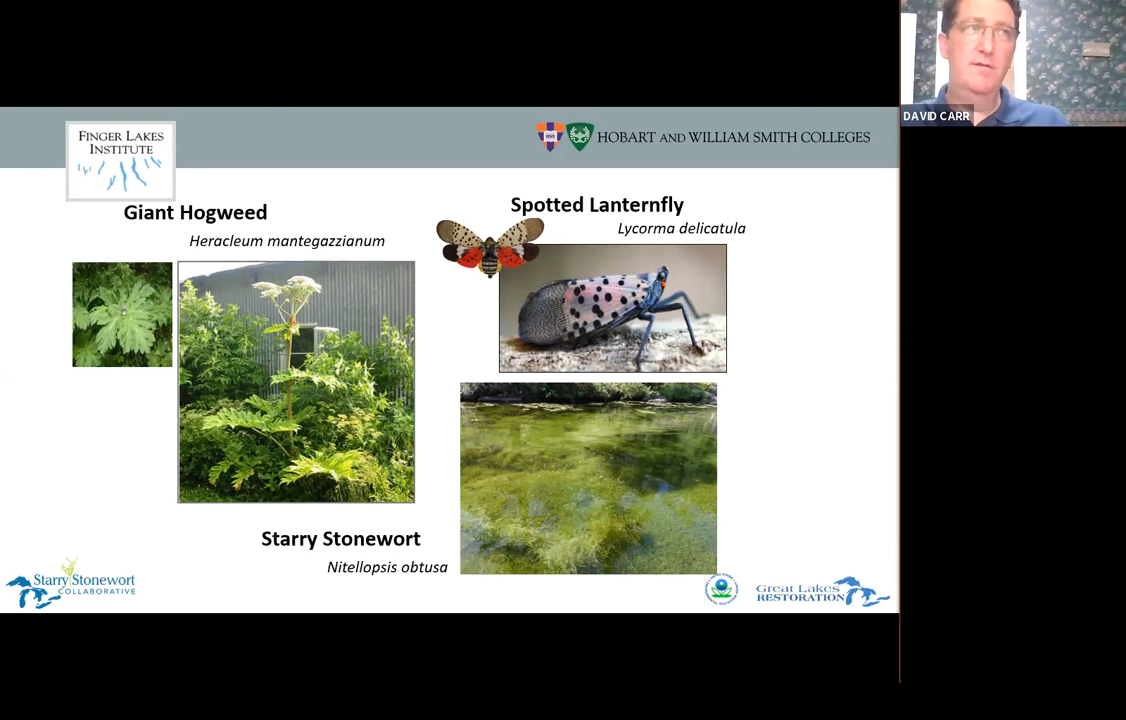 DAVID CARR
FINGER LAKES
INSTITUTE
HOBART AND WILLIAM SMITH COLLEGES
Giant Hogweed
Heracleum mantegazzianum
Spotted Lanternfly
Lycorma delicatula
Starry Stonewort
Nitellopsis obtusa
Starry Stonewort
COLLABORATIVE
Great Lakes
RESTORATION